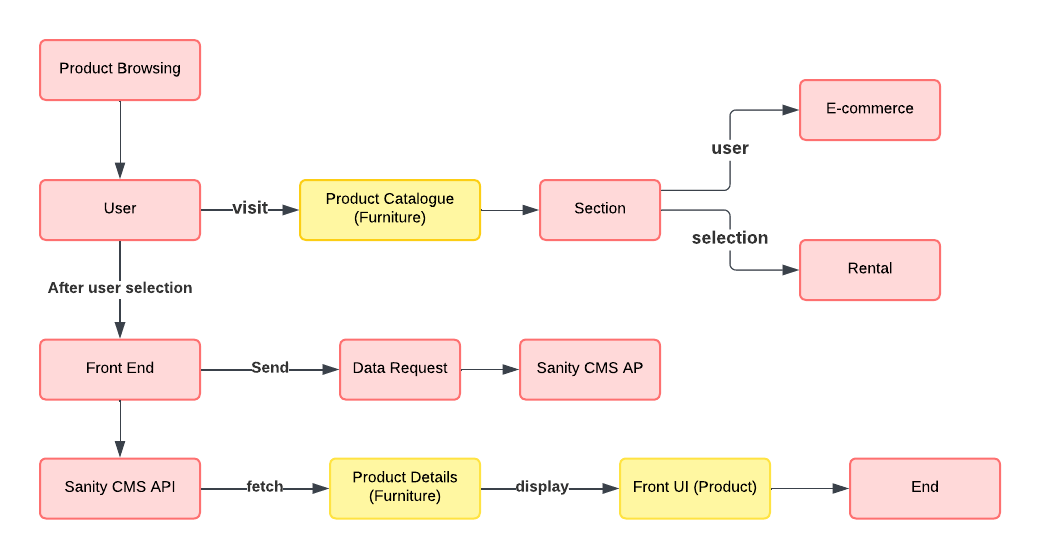 Product Browsing
E-commerce
user
User
visit
Product Catalogue
(Furniture)
Section
selection
Rental
After user selection
Front End
Send
Data Request
Sanity CMS AP
Sanity CMS API
fetch
Product Details
(Furniture)
display
Front UI (Product)
End